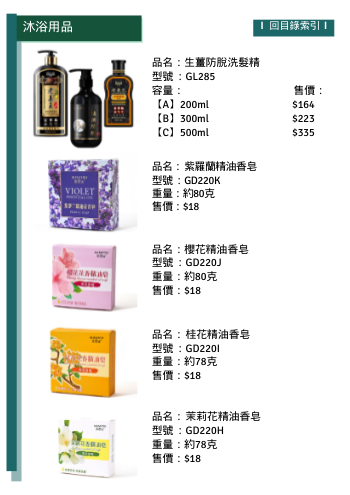 沐浴用品
I 回目錄索引 I
品名：生薑防脫洗髮精
型號：GL285
容量： 售價：
【A】200ml $164
【B】300ml $223
【C】500ml $335
品名：紫羅蘭精油香皂
型號：GD220K
重量：約80克
售價：$18
VIOLET
品名：櫻花精油香皂
型號：GD220J
重量：約80克
售價：$18
品名：桂花精油香皂
型號：GD220I
重量：約78克
售價：$18
品名：茉莉花精油香皂
型號：GD220H
重量：約78克
售價：$18